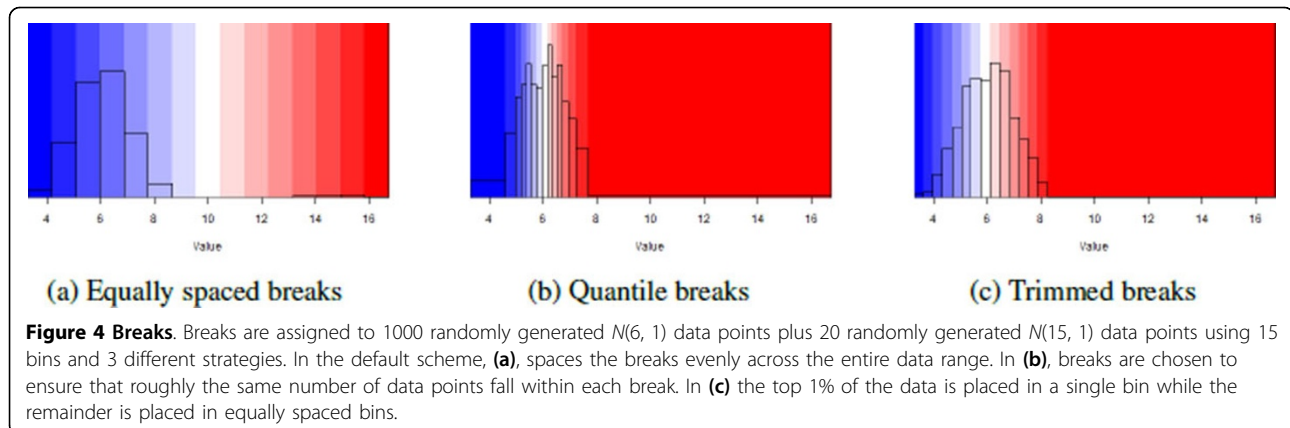 4 6 8 10 12 14 16
Value
(a) Equally spaced breaks
4 6 8 10 12 14 16
Value
(b) Quantile breaks
4 6 8 10 12 14 16
Value
(c) Trimmed breaks
Figure 4 Breaks. Breaks are assigned to 1000 randomly generated N(6, 1) data points plus 20 randomly generated N(15, 1) data points using 15
bins and 3 different strategies. In the default scheme, (a), spaces the breaks evenly across the entire data range. In (b), breaks are chosen to
ensure that roughly the same number of data points fall within each break. In (c) the top 1% of the data is placed in a single bin while the
remainder is placed in equally spaced bins.